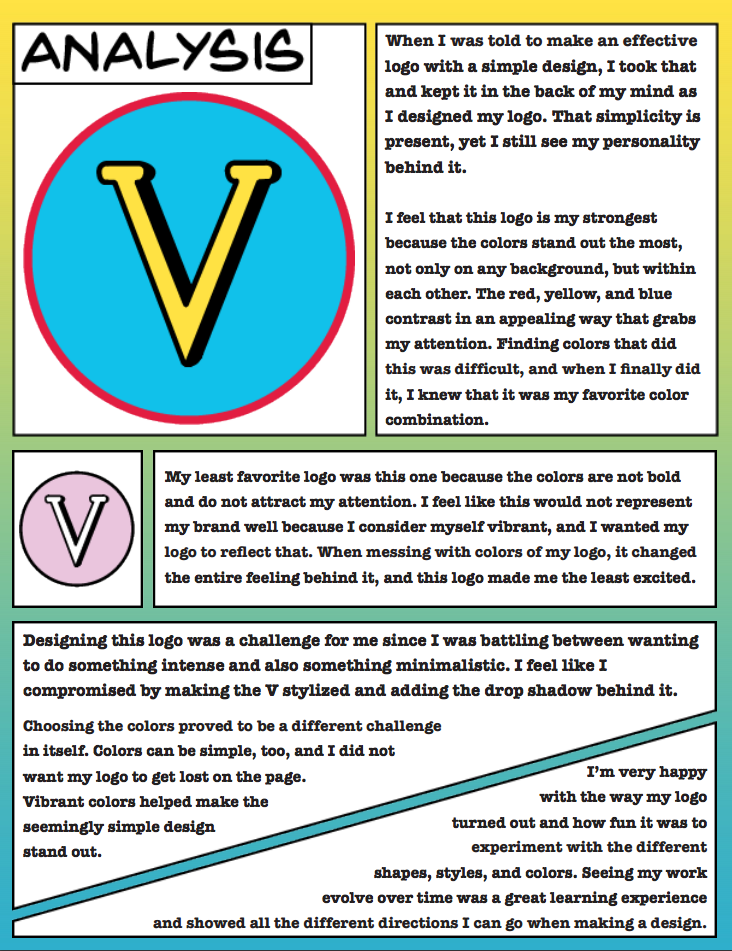 ANALYSIS
V
When I was told to make an effective
logo with a simple design, I took that
and kept it in the back of my mind as
I designed my logo. That simplicity is
present, yet I still see my personality
behind it.
I feel that this logo is my strongest
because the colors stand out the most,
not only on any background, but within
each other. The red, yellow, and blue
contrast in an appealing way that grabs
my attention. Finding colors that did
this was difficult, and when I finally did
it, I knew that it was my favorite color
combination.
V
My least favorite logo was this one because the colors are not bold
and do not attract my attention. I feel like this would not represent
my brand well because I consider myself vibrant, and I wanted my
logo to reflect that. When messing with colors of my logo, it changed
the entire feeling behind it, and this logo made me the least excited.
Designing this logo was a challenge for me since I was battling between wanting
to do something intense and also something minimalistic. I feel like I
compromised by making the V stylized and adding the drop shadow behind it.
Choosing the colors proved to be a different challenge
in itself. Colors can be simple, too, and I did not
want my logo to get lost on the page.
Vibrant colors helped make the
seemingly simple design
stand out.
I'm very happy
with the way my logo
turned out and how fun it was to
experiment with the different
shapes, styles, and colors. Seeing my work
evolve over time was a great learning experience
and showed all the different directions I can go when making a design.